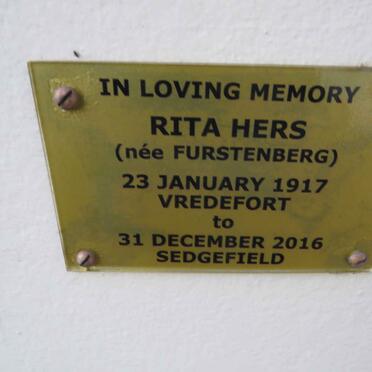 IN LOVING MEMORY
RITA HERS
(née FURSTENBERG)
23 JANUARY 1917
VREDEFORT
to
31 DECEMBER 2016
SEDGEFIELD